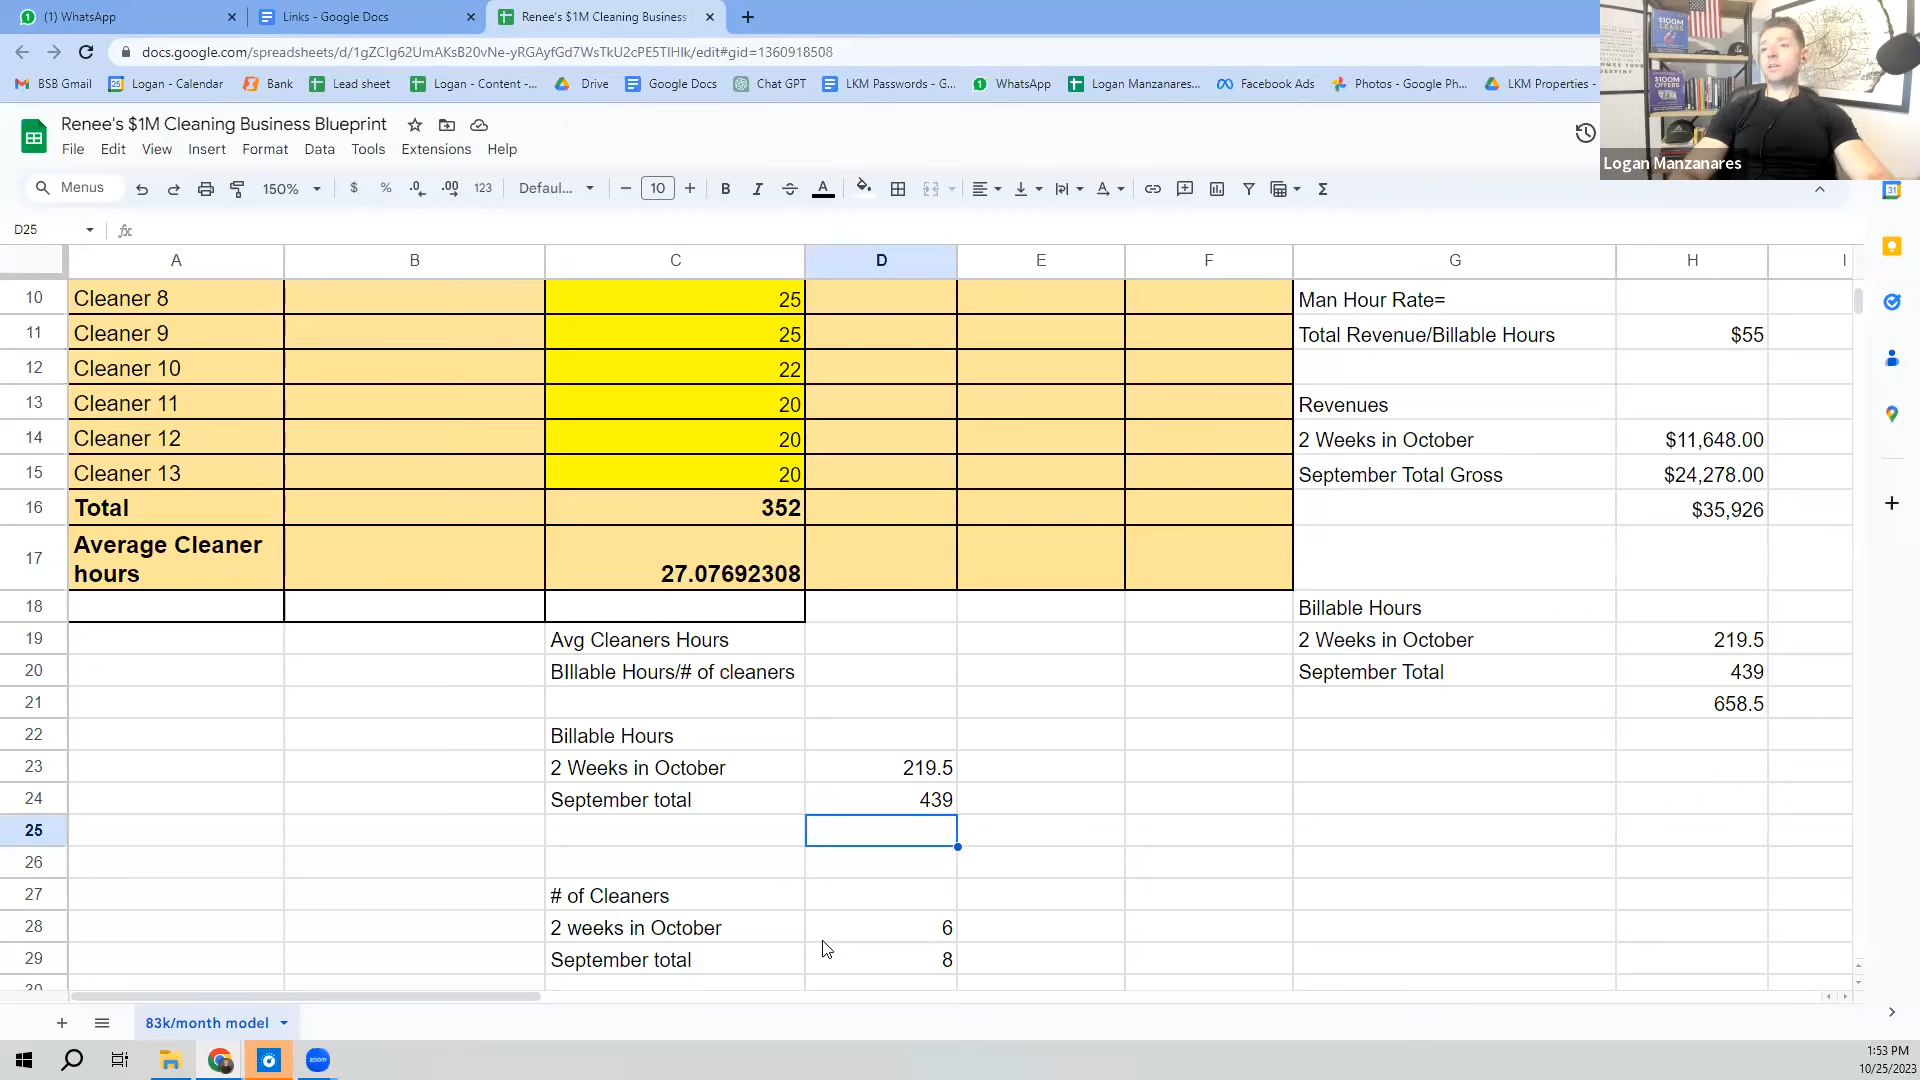 (1) WhatsApp
Links - Google Docs
Renee's $1M Cleaning Business
docs.google.com/spreadsheets/d/1gZClg62UmAKsB20vNe-yRGAyfGd7WsTkU2cPE5TlHlk/edit#gid=1360918508
BSB Gmail
Logan - Calendar
Bank
Lead sheet
Logan - Content -...
Drive
Google Docs
Chat GPT
LKM Passwords - G...
WhatsApp
Logan Manzanares...
Facebook Ads
Photos - Google Ph...
LKM Properties -
Renee's $1M Cleaning Business Blueprint
File Edit View Insert Format Data Tools Extensions Help
Menus 150% $ % .0 .00 123 Defaul... 10 B I A
Logan Manzanares
$100M
LEADS
$100M
OFFERS
DESTINY
D25
fx
A B C D E F G H I
10 Cleaner 8 25 Man Hour Rate=
11 Cleaner 9 25 Total Revenue/Billable Hours $55
12 Cleaner 10 22
13 Cleaner 11 20 Revenues
14 Cleaner 12 20 2 Weeks in October $11,648.00
15 Cleaner 13 20 September Total Gross $24,278.00
16 Total 352 $35,926
17 Average Cleaner hours 27.07692308
18 Billable Hours
19 Avg Cleaners Hours 2 Weeks in October 219.5
20 BIllable Hours/# of cleaners September Total 439
21 658.5
22 Billable Hours
23 2 Weeks in October 219.5
24 September total 439
25
26
27 # of Cleaners
28 2 weeks in October 6
29 September total 8
30
83k/month model
zoom
1:53 PM
10/25/2023